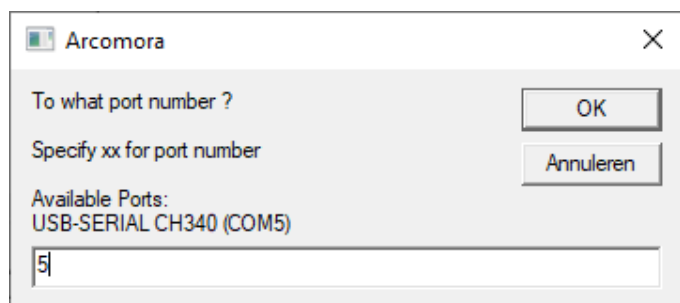 Arcomora
To what port number ?
OK
Specify xx for port number
Annuleren
Available Ports:
USB-SERIAL CH340 (COM5)
5